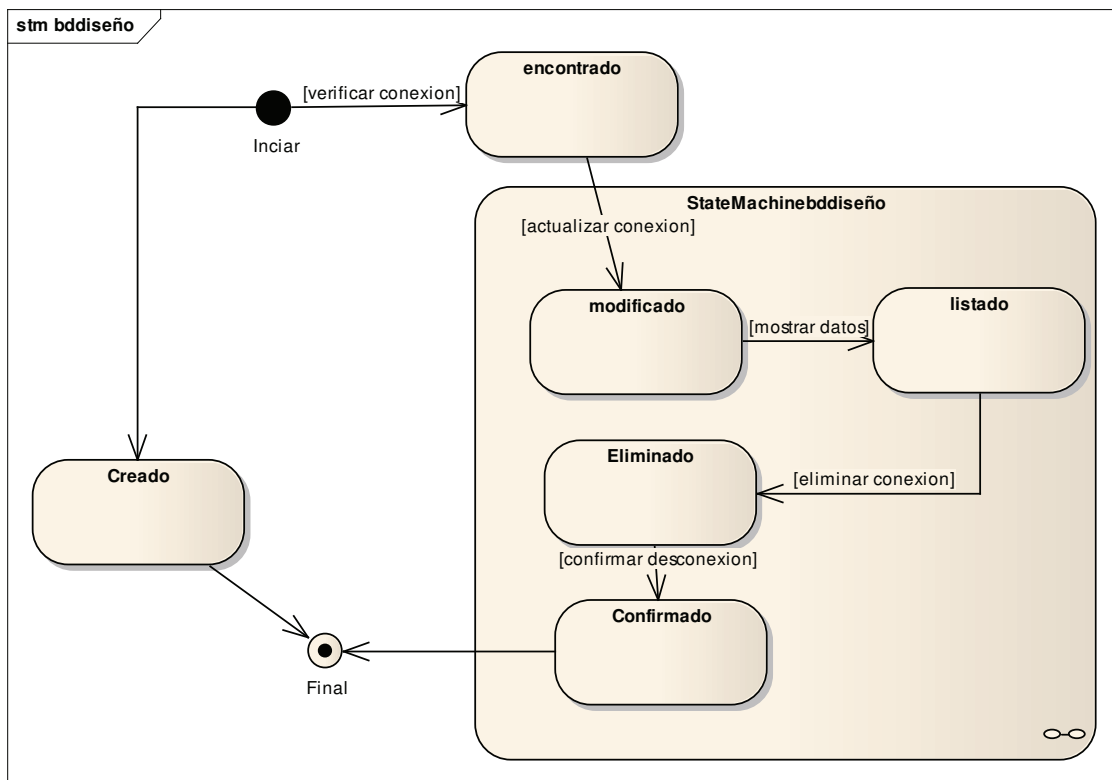 stm bddiseño
encontrado
[verificar conexion]
Inciar
StateMachinebddiseño
[actualizar conexion]
modificado
[mostrar datos]
listado
Eliminado
[eliminar conexion]
Creado
[confirmar desconexion]
Confirmado
Final